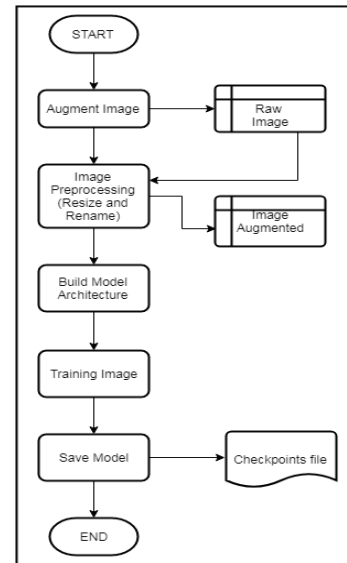 START
Augment Image
Raw
Image
Image
Preprocessing
(Resize and
Rename)
Image
Augmented
Build Model
Architecture
Training Image
Save Model
Checkpoints file
END